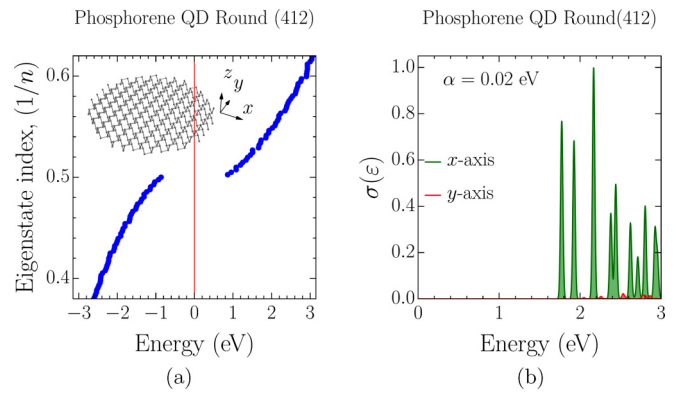 Phosphorene QD Round (412)
Eigenstate index, (1/n)
0.6
0.5
0.4
z
y
x
−3 −2 −1 0 1 2 3
Energy (eV)
(a)
Phosphorene QD Round(412)
σ(ε)
1.0
0.8
0.6
0.4
0.2
0.0
α = 0.02 eV
x-axis
y-axis
0 1 2 3
Energy (eV)
(b)